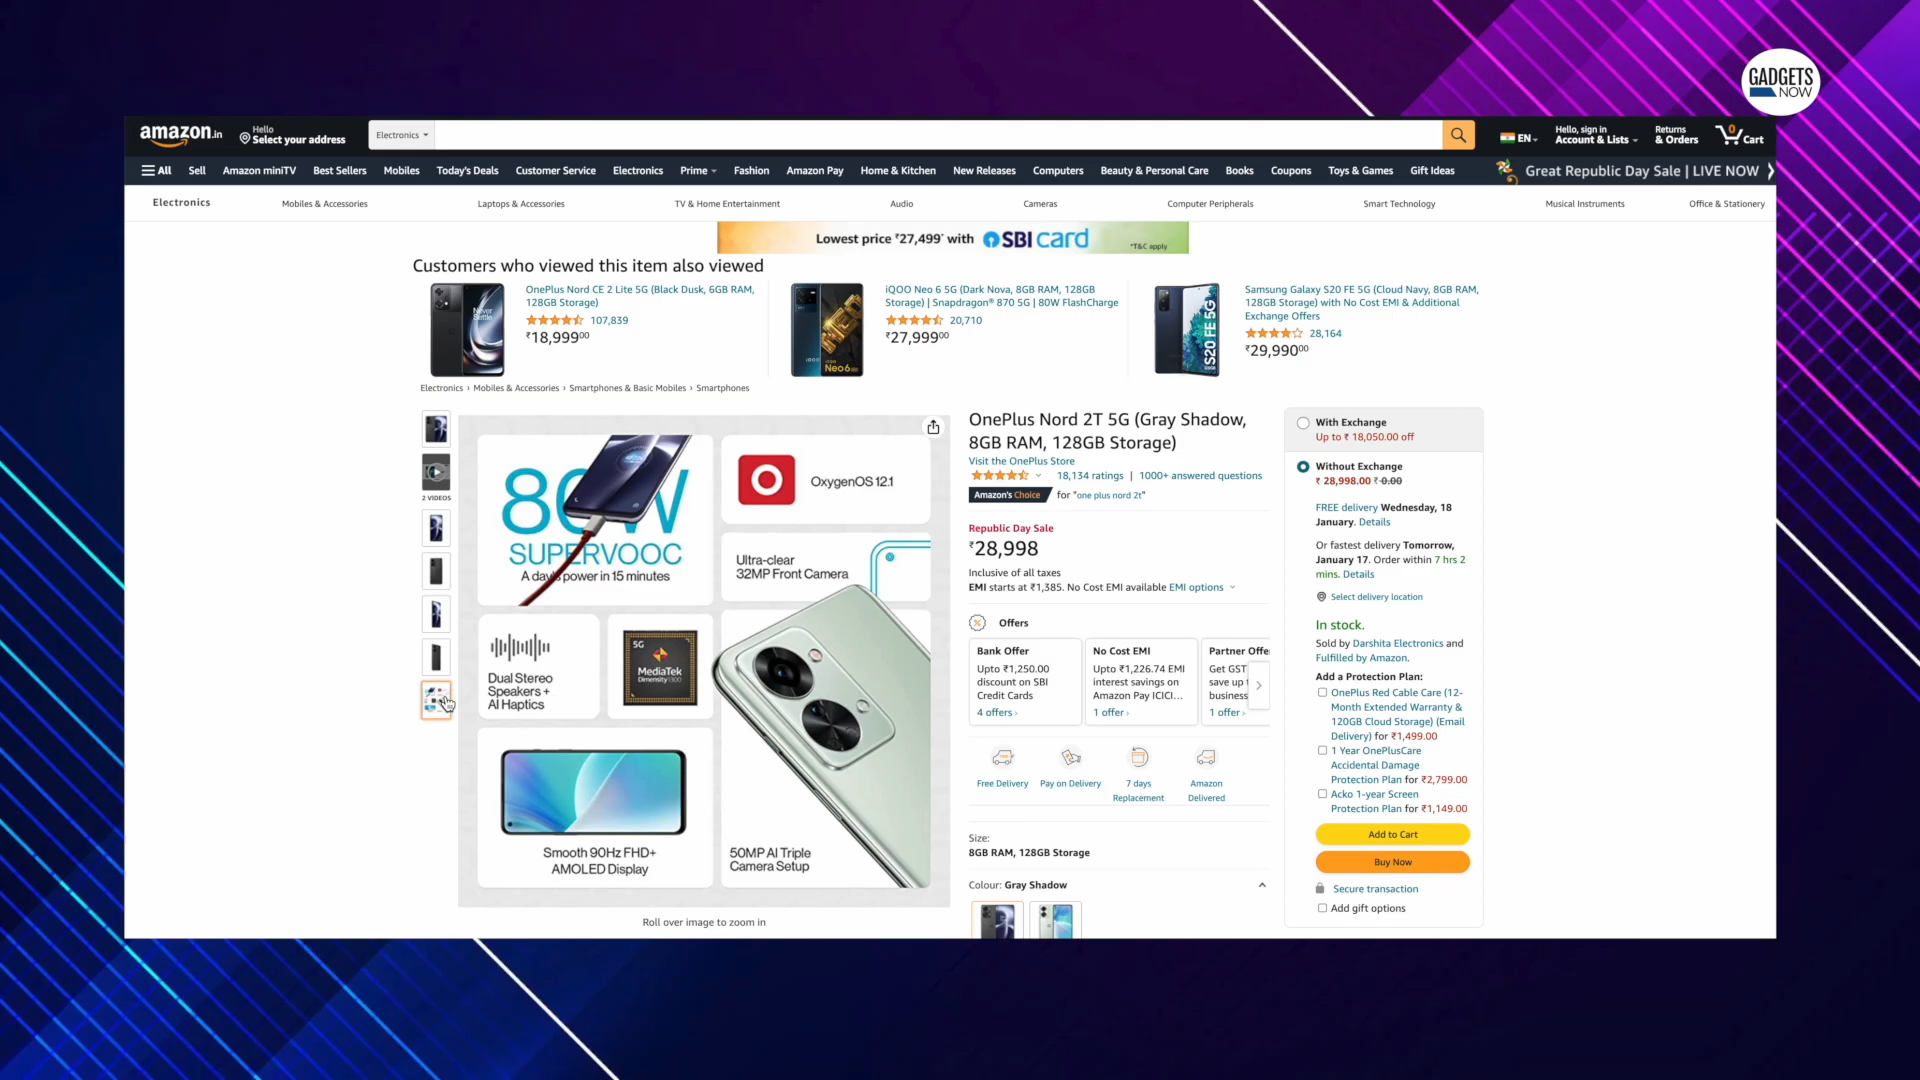 GADGETS
NOW
amazon.in
Hello
Select your address
Electronics
EN
Hello, sign in
Account & Lists
Returns
& Orders
0
Cart
All
Sell
Amazon miniTV
Best Sellers
Mobiles
Today's Deals
Customer Service
Electronics
Prime
Fashion
Amazon Pay
Home & Kitchen
New Releases
Computers
Beauty & Personal Care
Books
Coupons
Toys & Games
Gift Ideas
Great Republic Day Sale | LIVE NOW
Electronics
Mobiles & Accessories
Laptops & Accessories
TV & Home Entertainment
Audio
Cameras
Computer Peripherals
Smart Technology
Musical Instruments
Office & Stationery
Lowest price ₹27,499* with SBI card
*T&C apply
Customers who viewed this item also viewed
Never
Settle
OnePlus Nord CE 2 Lite 5G (Black Dusk, 6GB RAM,
128GB Storage)
107,839
₹18,99900
Neo6
iQOO Neo 6 5G (Dark Nova, 8GB RAM, 128GB
Storage) | Snapdragon® 870 5G | 80W FlashCharge
20,710
₹27,99900
S20 FE 5G
Samsung Galaxy S20 FE 5G (Cloud Navy, 8GB RAM,
128GB Storage) with No Cost EMI & Additional
Exchange Offers
28,164
₹29,99000
Electronics › Mobiles & Accessories › Smartphones & Basic Mobiles › Smartphones
2 VIDEOS
80W
SUPERVOOC
A day's power in 15 minutes
OxygenOS 12.1
Ultra-clear
32MP Front Camera
Dual Stereo
Speakers +
AI Haptics
5G
MediaTek
Dimensity 1300
Smooth 90Hz FHD+
AMOLED Display
50MP AI Triple
Camera Setup
Roll over image to zoom in
OnePlus Nord 2T 5G (Gray Shadow,
8GB RAM, 128GB Storage)
Visit the OnePlus Store
18,134 ratings | 1000+ answered questions
Amazon's Choice for "one plus nord 2t"
Republic Day Sale
₹28,998
Inclusive of all taxes
EMI starts at ₹1,385. No Cost EMI available EMI options
Offers
Bank Offer
Upto ₹1,250.00
discount on SBI
Credit Cards
4 offers ›
No Cost EMI
Upto ₹1,226.74 EMI
interest savings on
Amazon Pay ICICI...
1 offer ›
Partner Offe
Get GST
save up
business
1 offer ›
Free Delivery
Pay on Delivery
7 days
Replacement
Amazon
Delivered
Size:
8GB RAM, 128GB Storage
Colour: Gray Shadow
With Exchange
Up to ₹ 18,050.00 off
Without Exchange
₹ 28,998.00 ₹ 0.00
FREE delivery Wednesday, 18
January. Details
Or fastest delivery Tomorrow,
January 17. Order within 7 hrs 2
mins. Details
Select delivery location
In stock.
Sold by Darshita Electronics and
Fulfilled by Amazon.
Add a Protection Plan:
OnePlus Red Cable Care (12-
Month Extended Warranty &
120GB Cloud Storage) (Email
Delivery) for ₹1,499.00
1 Year OnePlusCare
Accidental Damage
Protection Plan for ₹2,799.00
Acko 1-year Screen
Protection Plan for ₹1,149.00
Add to Cart
Buy Now
Secure transaction
Add gift options